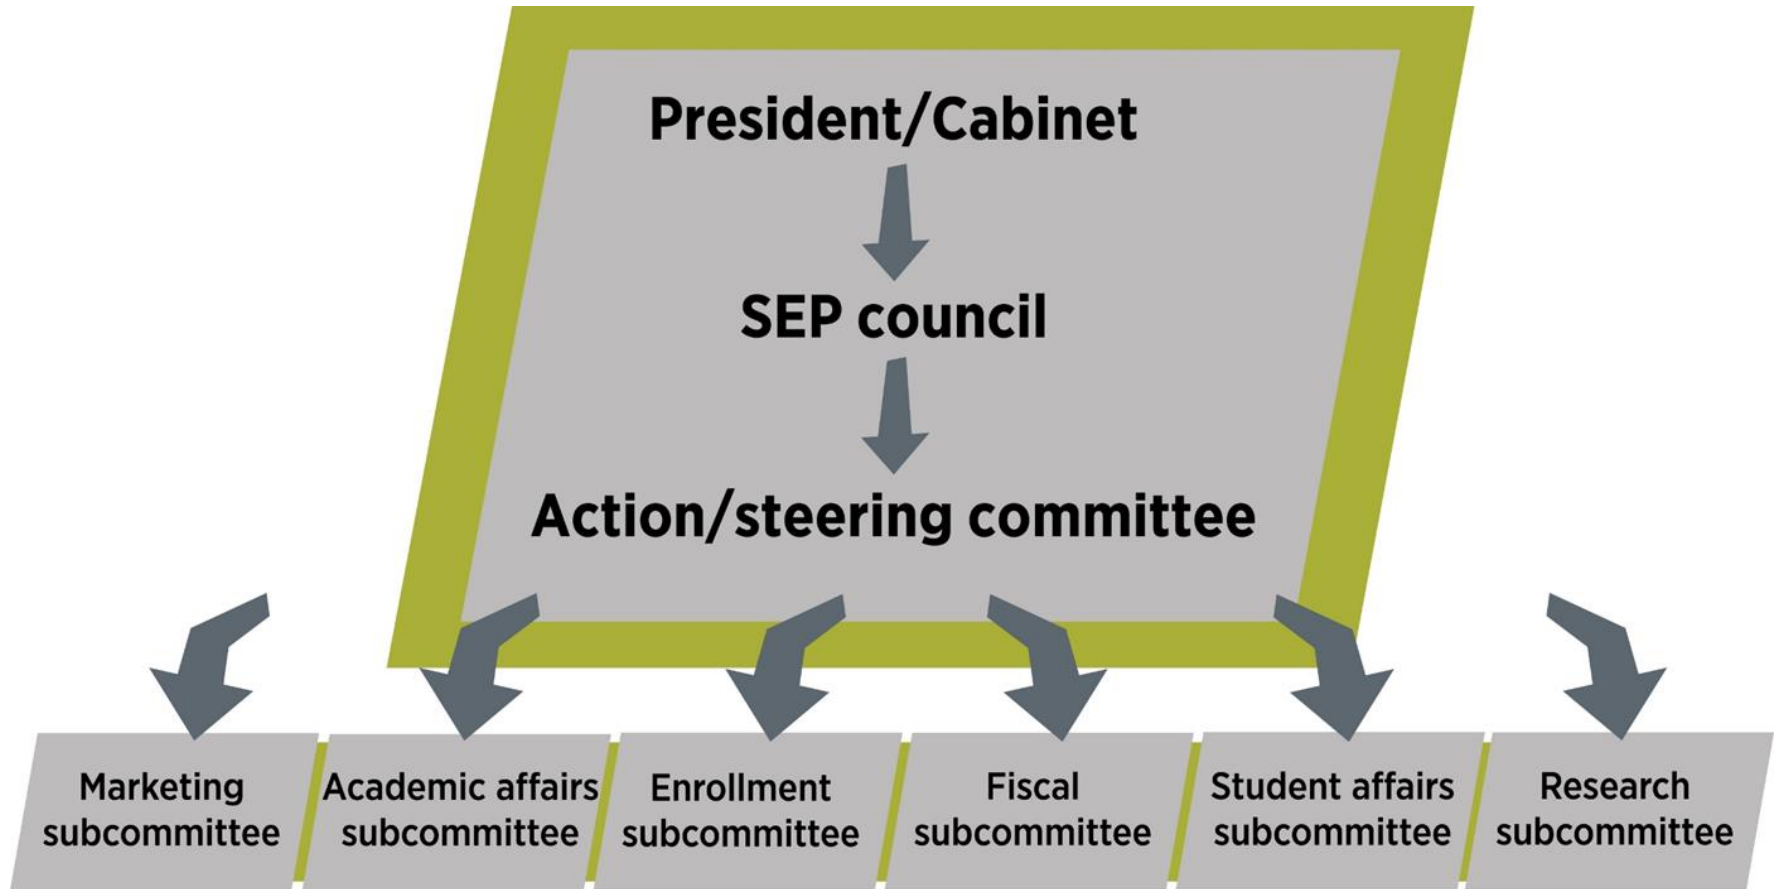 President/Cabinet
SEP council
Action/steering committee
Marketing
subcommittee
Academic affairs
subcommittee
Enrollment
subcommittee
Fiscal
subcommittee
Student affairs
subcommittee
Research
subcommittee